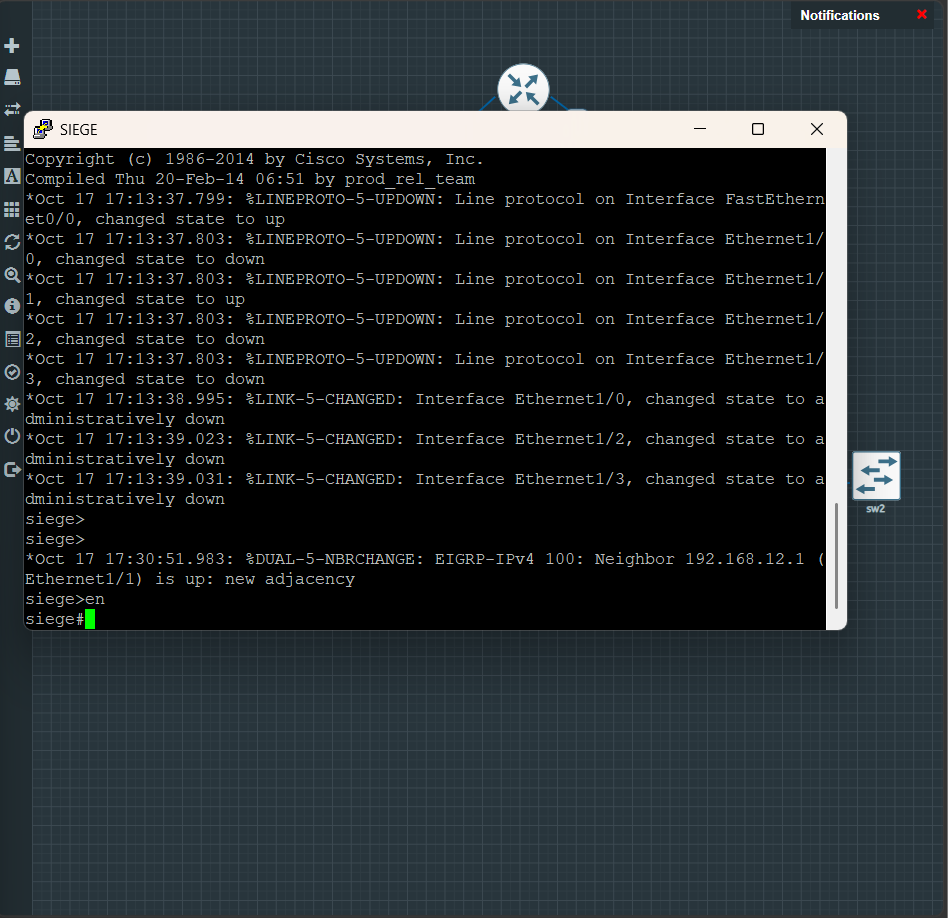 Notifications
SIEGE
Copyright (c) 1986-2014 by Cisco Systems, Inc.
Compiled Thu 20-Feb-14 06:51 by prod_rel_team
*Oct 17 17:13:37.799: %LINEPROTO-5-UPDOWN: Line protocol on Interface FastEthern
et0/0, changed state to up
*Oct 17 17:13:37.803: %LINEPROTO-5-UPDOWN: Line protocol on Interface Ethernet1/
0, changed state to down
*Oct 17 17:13:37.803: %LINEPROTO-5-UPDOWN: Line protocol on Interface Ethernet1/
1, changed state to up
*Oct 17 17:13:37.803: %LINEPROTO-5-UPDOWN: Line protocol on Interface Ethernet1/
2, changed state to down
*Oct 17 17:13:37.803: %LINEPROTO-5-UPDOWN: Line protocol on Interface Ethernet1/
3, changed state to down
*Oct 17 17:13:38.995: %LINK-5-CHANGED: Interface Ethernet1/0, changed state to a
dministratively down
*Oct 17 17:13:39.023: %LINK-5-CHANGED: Interface Ethernet1/2, changed state to a
dministratively down
*Oct 17 17:13:39.031: %LINK-5-CHANGED: Interface Ethernet1/3, changed state to a
dministratively down
siege>
siege>
*Oct 17 17:30:51.983: %DUAL-5-NBRCHANGE: EIGRP-IPv4 100: Neighbor 192.168.12.1 (
Ethernet1/1) is up: new adjacency
siege>en
siege#
sw2